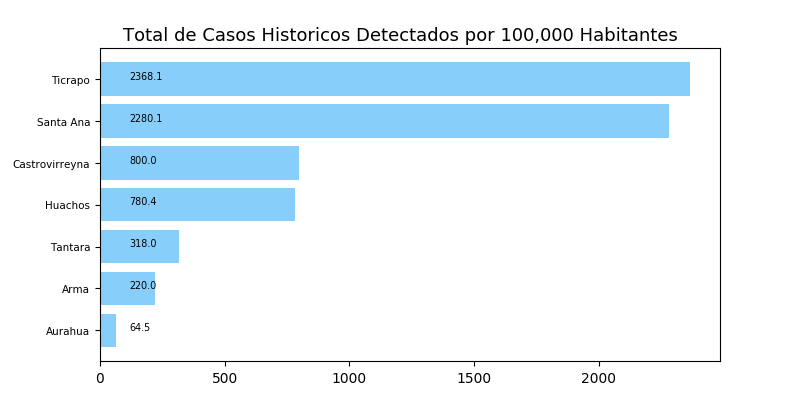 Total de Casos Historicos Detectados por 100,000 Habitantes
Ticrapo 2368.1
Santa Ana 2280.1
Castrovirreyna 800.0
Huachos 780.4
Tantara 318.0
Arma 220.0
Aurahua 64.5
0 500 1000 1500 2000